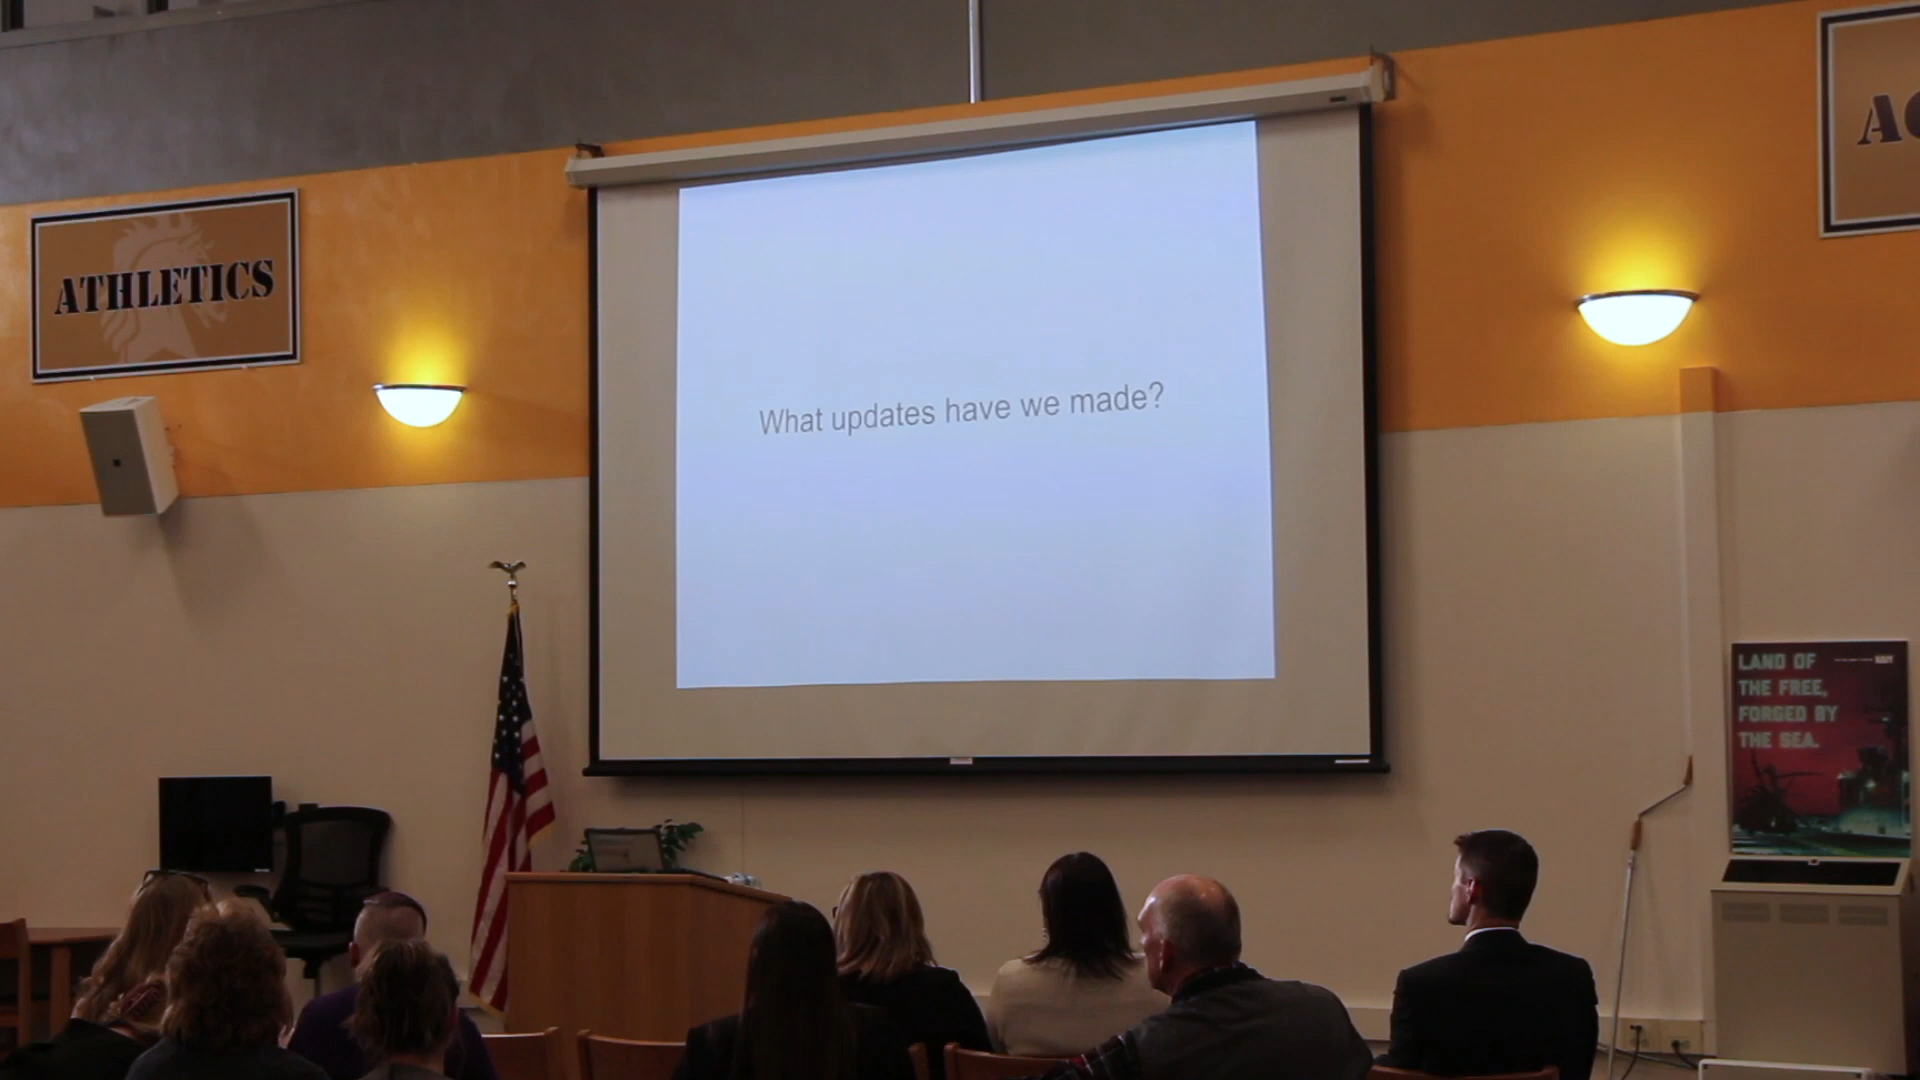 ATHLETICS
What updates have we made?
LAND OF
THE FREE,
FORGED BY
THE SEA.